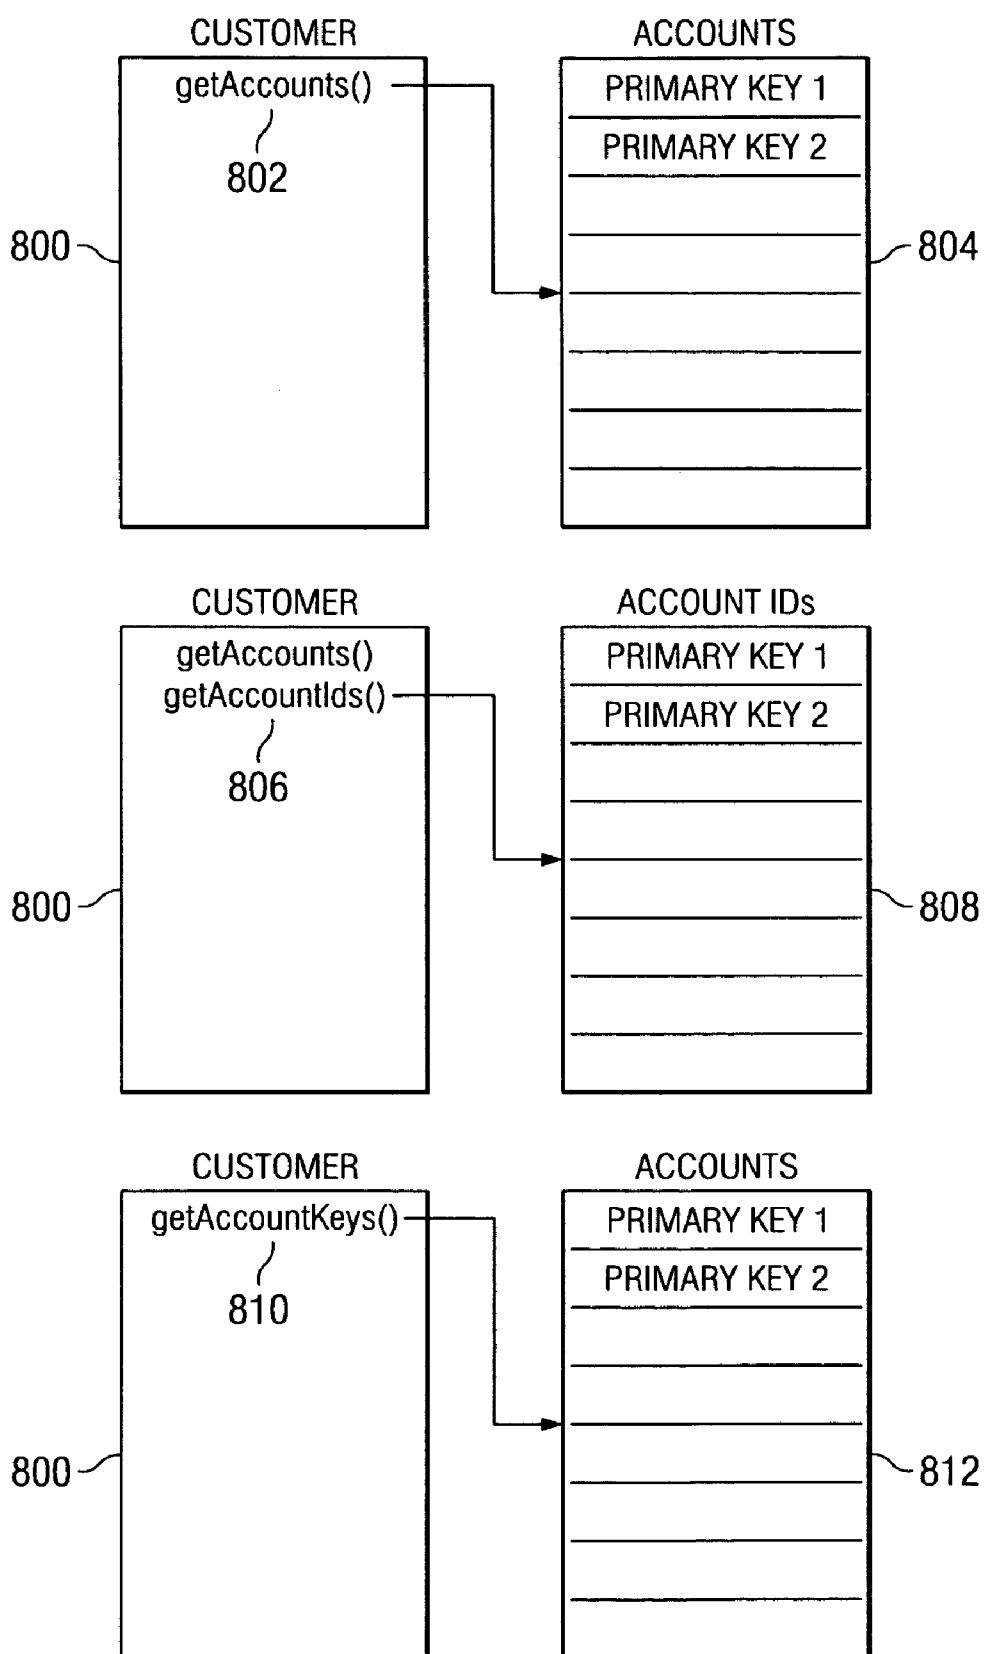 CUSTOMER
ACCOUNTS
getAccounts()
PRIMARY KEY 1
802
PRIMARY KEY 2
800
804
CUSTOMER
ACCOUNT IDs
getAccounts()
PRIMARY KEY 1
getAccountIds()
PRIMARY KEY 2
806
800
808
CUSTOMER
ACCOUNTS
getAccountKeys()
PRIMARY KEY 1
810
PRIMARY KEY 2
800
812